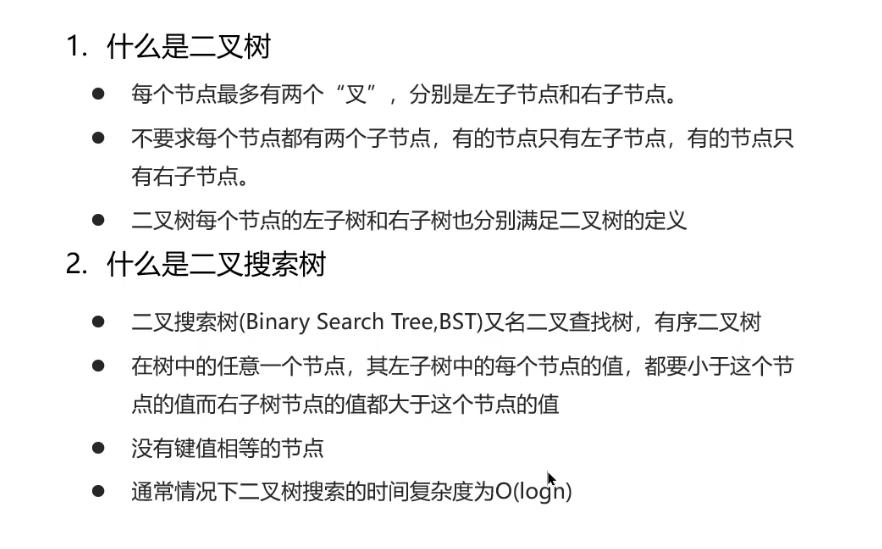 1. 什么是二叉树
● 每个节点最多有两个“叉”，分别是左子节点和右子节点。
● 不要求每个节点都有两个子节点，有的节点只有左子节点，有的节点只
有右子节点。
● 二叉树每个节点的左子树和右子树也分别满足二叉树的定义
2. 什么是二叉搜索树
● 二叉搜索树(Binary Search Tree,BST)又名二叉查找树，有序二叉树
● 在树中的任意一个节点，其左子树中的每个节点的值，都要小于这个节
点的值而右子树节点的值都大于这个节点的值
● 没有键值相等的节点
● 通常情况下二叉树搜索的时间复杂度为O(logn)